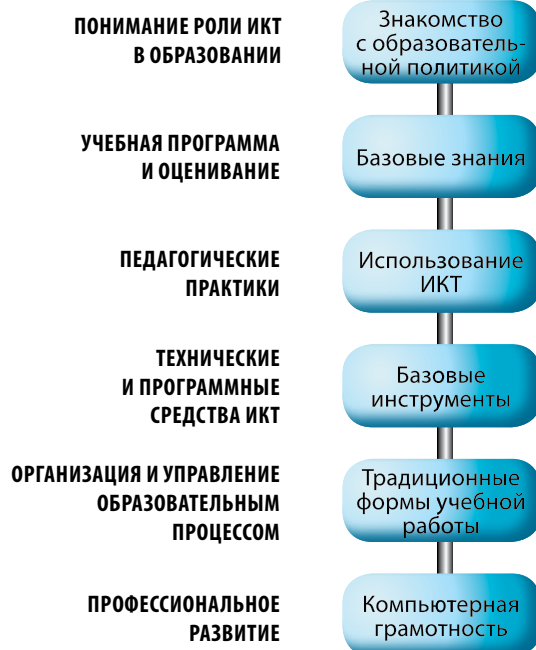 ПОНИМАНИЕ РОЛИ ИКТ
В ОБРАЗОВАНИИ
Знакомство
с образователь-
ной политикой
УЧЕБНАЯ ПРОГРАММА
И ОЦЕНИВАНИЕ
Базовые знания
ПЕДАГОГИЧЕСКИЕ
ПРАКТИКИ
Использование
ИКТ
ТЕХНИЧЕСКИЕ
И ПРОГРАММНЫЕ
СРЕДСТВА ИКТ
Базовые
инструменты
ОРГАНИЗАЦИЯ И УПРАВЛЕНИЕ
ОБРАЗОВАТЕЛЬНЫМ
ПРОЦЕССОМ
Традиционные
формы учебной
работы
ПРОФЕССИОНАЛЬНОЕ
РАЗВИТИЕ
Компьютерная
грамотность